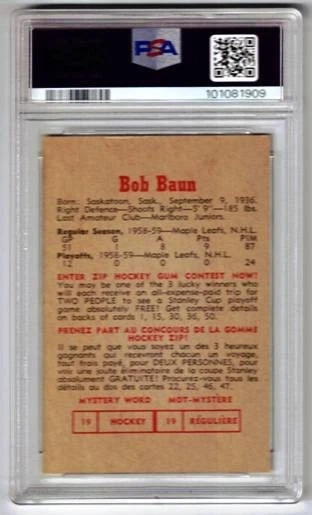 PSA
101081909
Bob Baun
Born: Saskatoon, Sask., September 9, 1936.
Right Defence—Shoots Right—5' 9"—185 lbs.
Last Amateur Club—Marlboro Juniors.
Regular Season, 1958-59—Maple Leafs, N.H.L.
GP G A Pts PIM
51 1 8 9 87
Playoffs, 1958-59—Maple Leafs, N.H.L.
12 0 0 0 24
ENTER ZIP HOCKEY GUM CONTEST NOW!
You may be one of the 3 lucky winners who
will each receive an all-expense-paid trip for
TWO PEOPLE to see a Stanley Cup playoff
game absolutely FREE! Get complete details
on backs of cards 1, 15, 30, 36, 50.
PRENEZ PART AU CONCOURS DE LA GOMME
HOCKEY ZIP!
Il se peut que vous soyez un des 3 heureux
gagnants qui recevront chacun un voyage,
tout frais payé, pour DEUX PERSONNES, pour
voir une joute éliminatoire de la coupe Stanley
absolument GRATUITE! Procurez-vous tous les
détails au dos des cartes 22, 25, 46, 47.
MYSTERY WORD MOT-MYSTÈRE
19 HOCKEY 19 RÉGULIÈRE